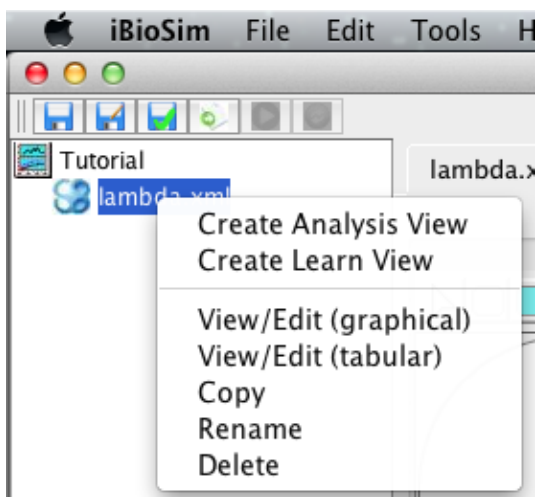 iBioSim File Edit Tools H
Tutorial
lambda.xml
lambda.x
Create Analysis View
Create Learn View
View/Edit (graphical)
View/Edit (tabular)
Copy
Rename
Delete